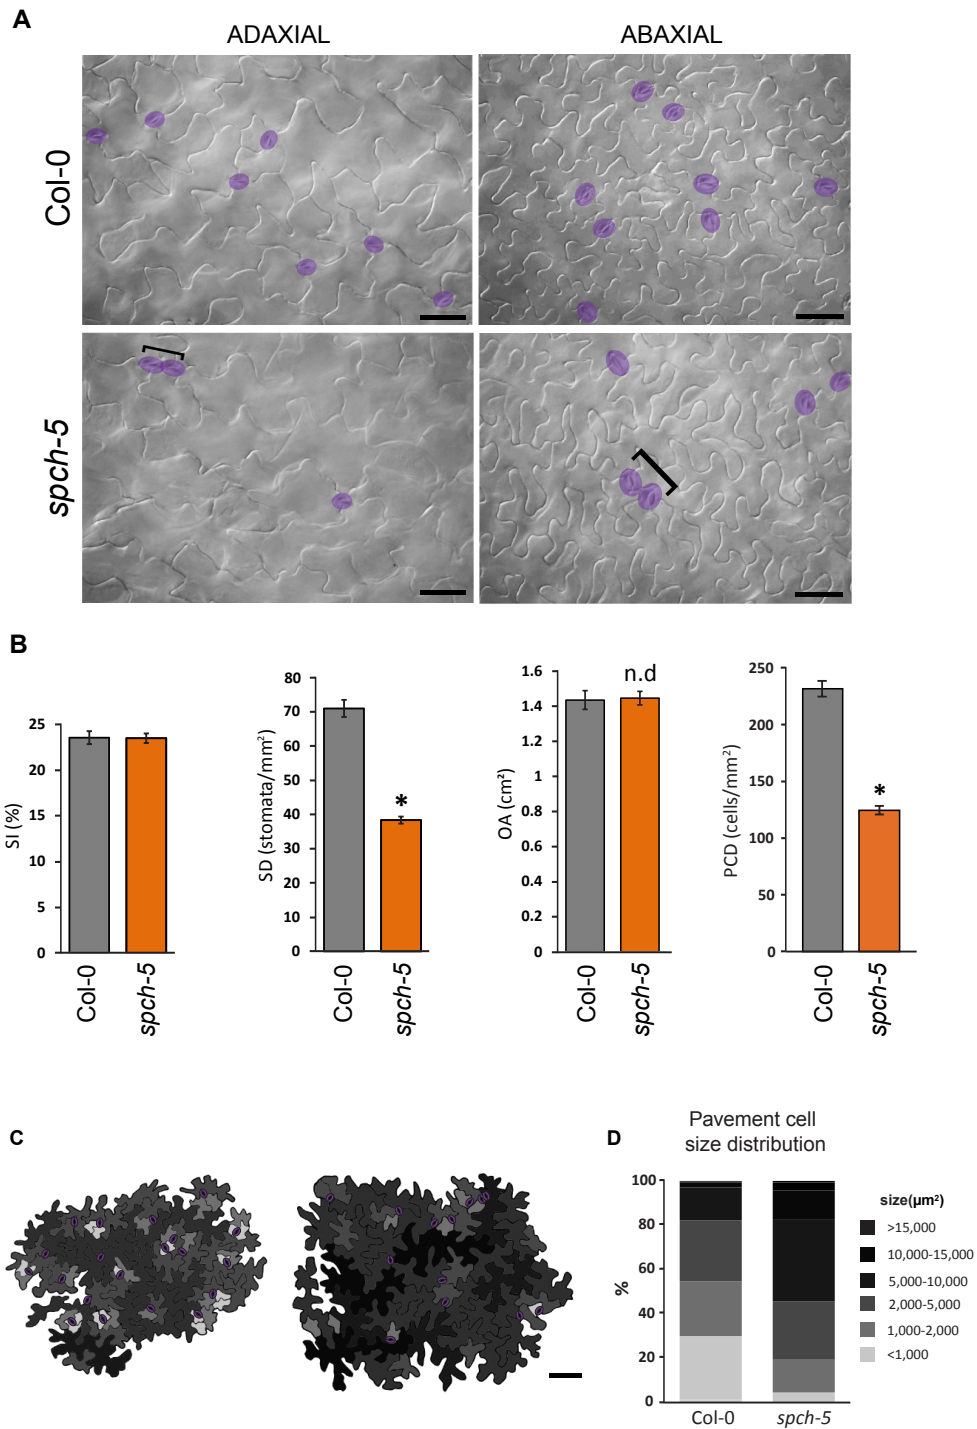 A
ADAXIAL
ABAXIAL
Col-0
spch-5
B
25
20
15
10
5
0
SI (%)
Col-0
spch-5
80
70
60
50
40
30
20
10
0
SD (stomata/mm²)
*
Col-0
spch-5
1.6
1.4
1.2
1
0.8
0.6
0.4
0.2
0
OA (cm²)
n.d
Col-0
spch-5
250
200
150
100
50
0
PCD (cells/mm²)
*
Col-0
spch-5
C
D
Pavement cell
size distribution
100
80
60
40
20
0
%
Col-0
spch-5
size(µm²)
>15,000
10,000-15,000
5,000-10,000
2,000-5,000
1,000-2,000
<1,000